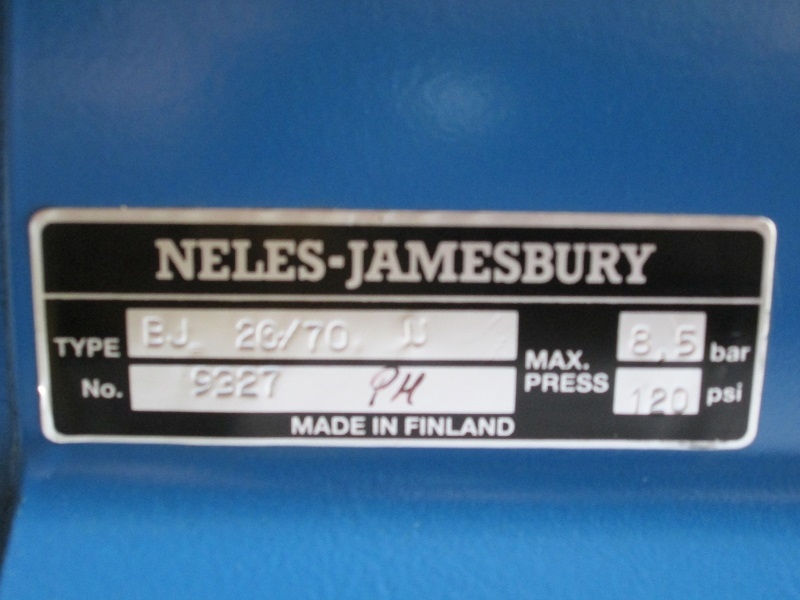 NELES-JAMESBURY
TYPE BJ 20/70 U
No. 9327 PH
MAX. PRESS 8.5 bar
120 psi
MADE IN FINLAND